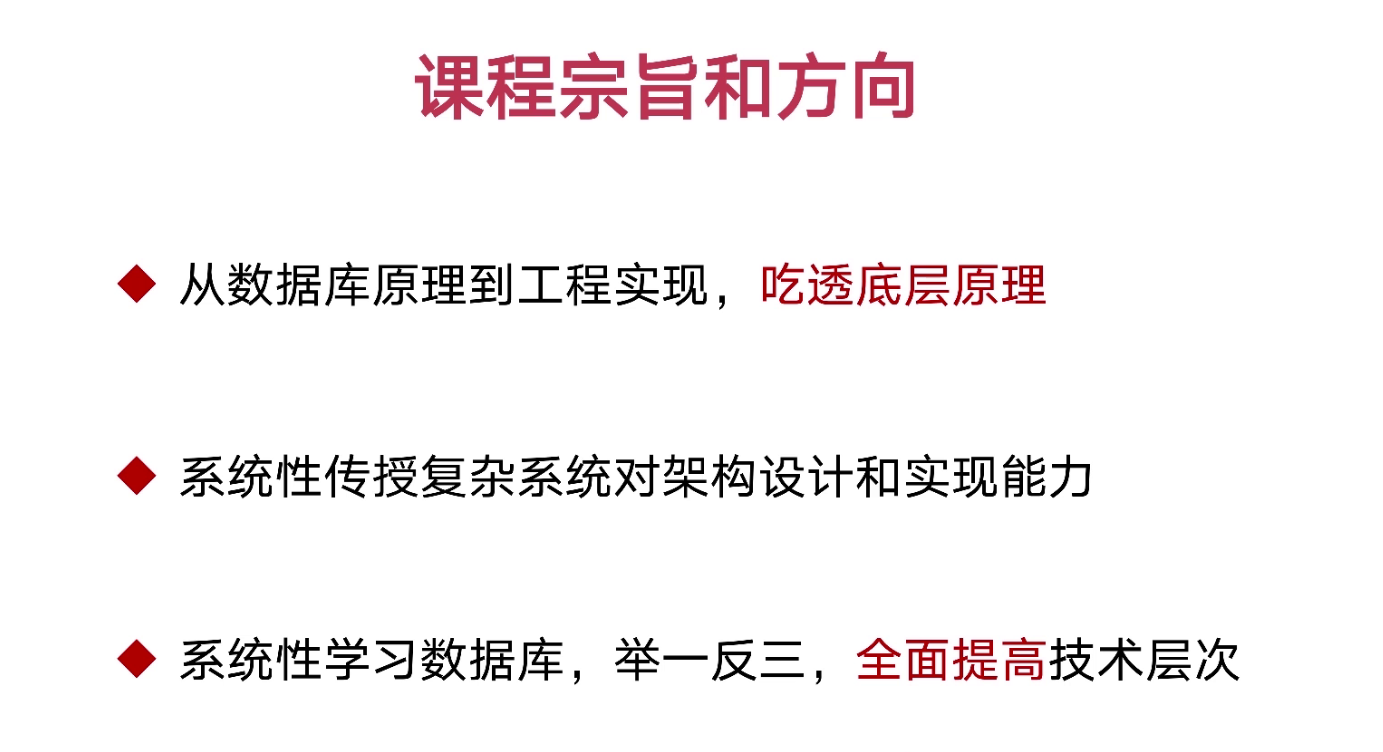 课程宗旨和方向
从数据库原理到工程实现，吃透底层原理
系统性传授复杂系统对架构设计和实现能力
系统性学习数据库，举一反三，全面提高技术层次